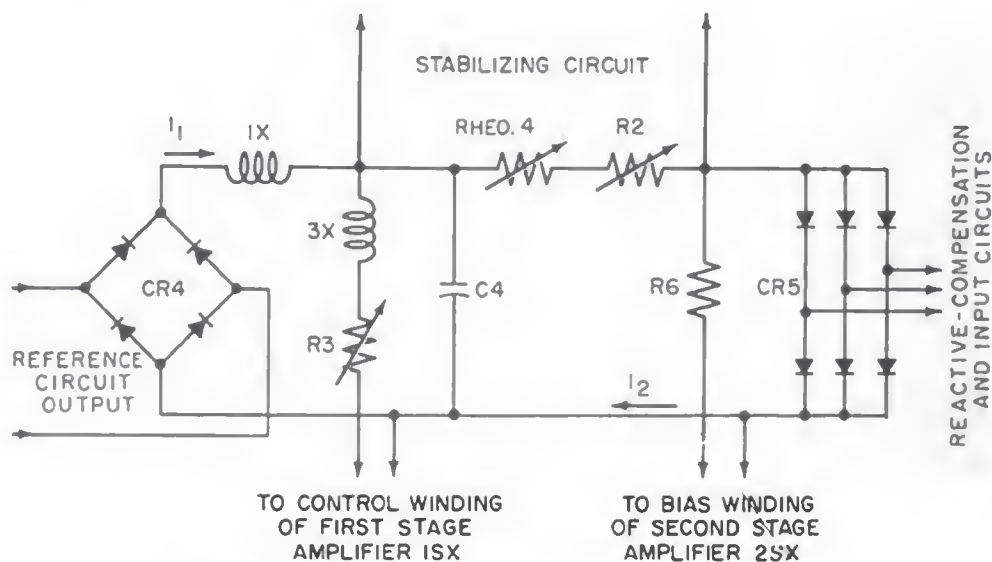 STABILIZING CIRCUIT
I1
1X
RHEO. 4
R2
3X
CR4
C4
R6
CR5
R3
REFERENCE
CIRCUIT
OUTPUT
I2
REACTIVE-COMPENSATION
AND INPUT CIRCUITS
TO CONTROL WINDING
OF FIRST STAGE
AMPLIFIER ISX
TO BIAS WINDING
OF SECOND STAGE
AMPLIFIER 2SX